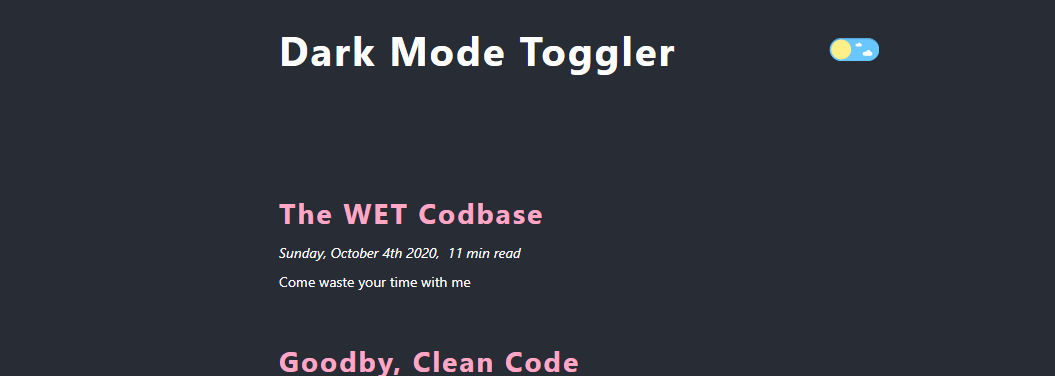 Dark Mode Toggler
The WET Codbase
Sunday, October 4th 2020, 11 min read
Come waste your time with me
Goodby, Clean Code